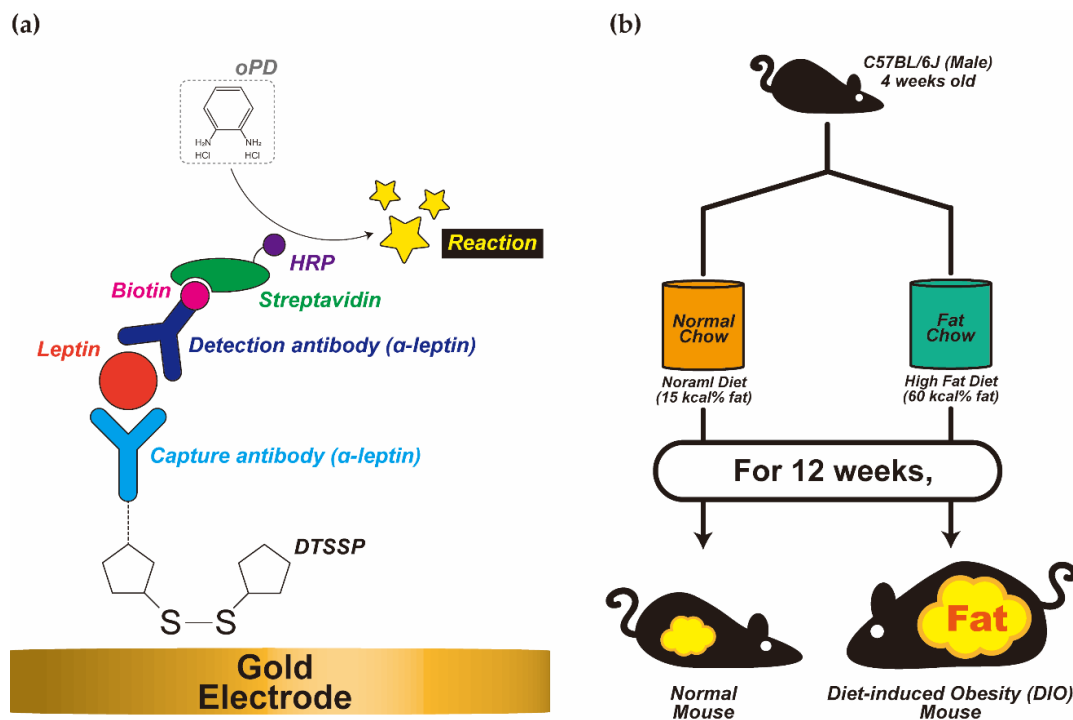 (a)
oPD
H₂N
NH₂
HCl
HCl
Reaction
HRP
Biotin
Streptavidin
Leptin
Detection antibody (α-leptin)
Capture antibody (α-leptin)
DTSSP
S
S
Gold
Electrode
(b)
C57BL/6J (Male)
4 weeks old
Normal
Chow
Fat
Chow
Noraml Diet
(15 kcal% fat)
High Fat Diet
(60 kcal% fat)
For 12 weeks,
Fat
Normal
Mouse
Diet-induced Obesity (DIO)
Mouse